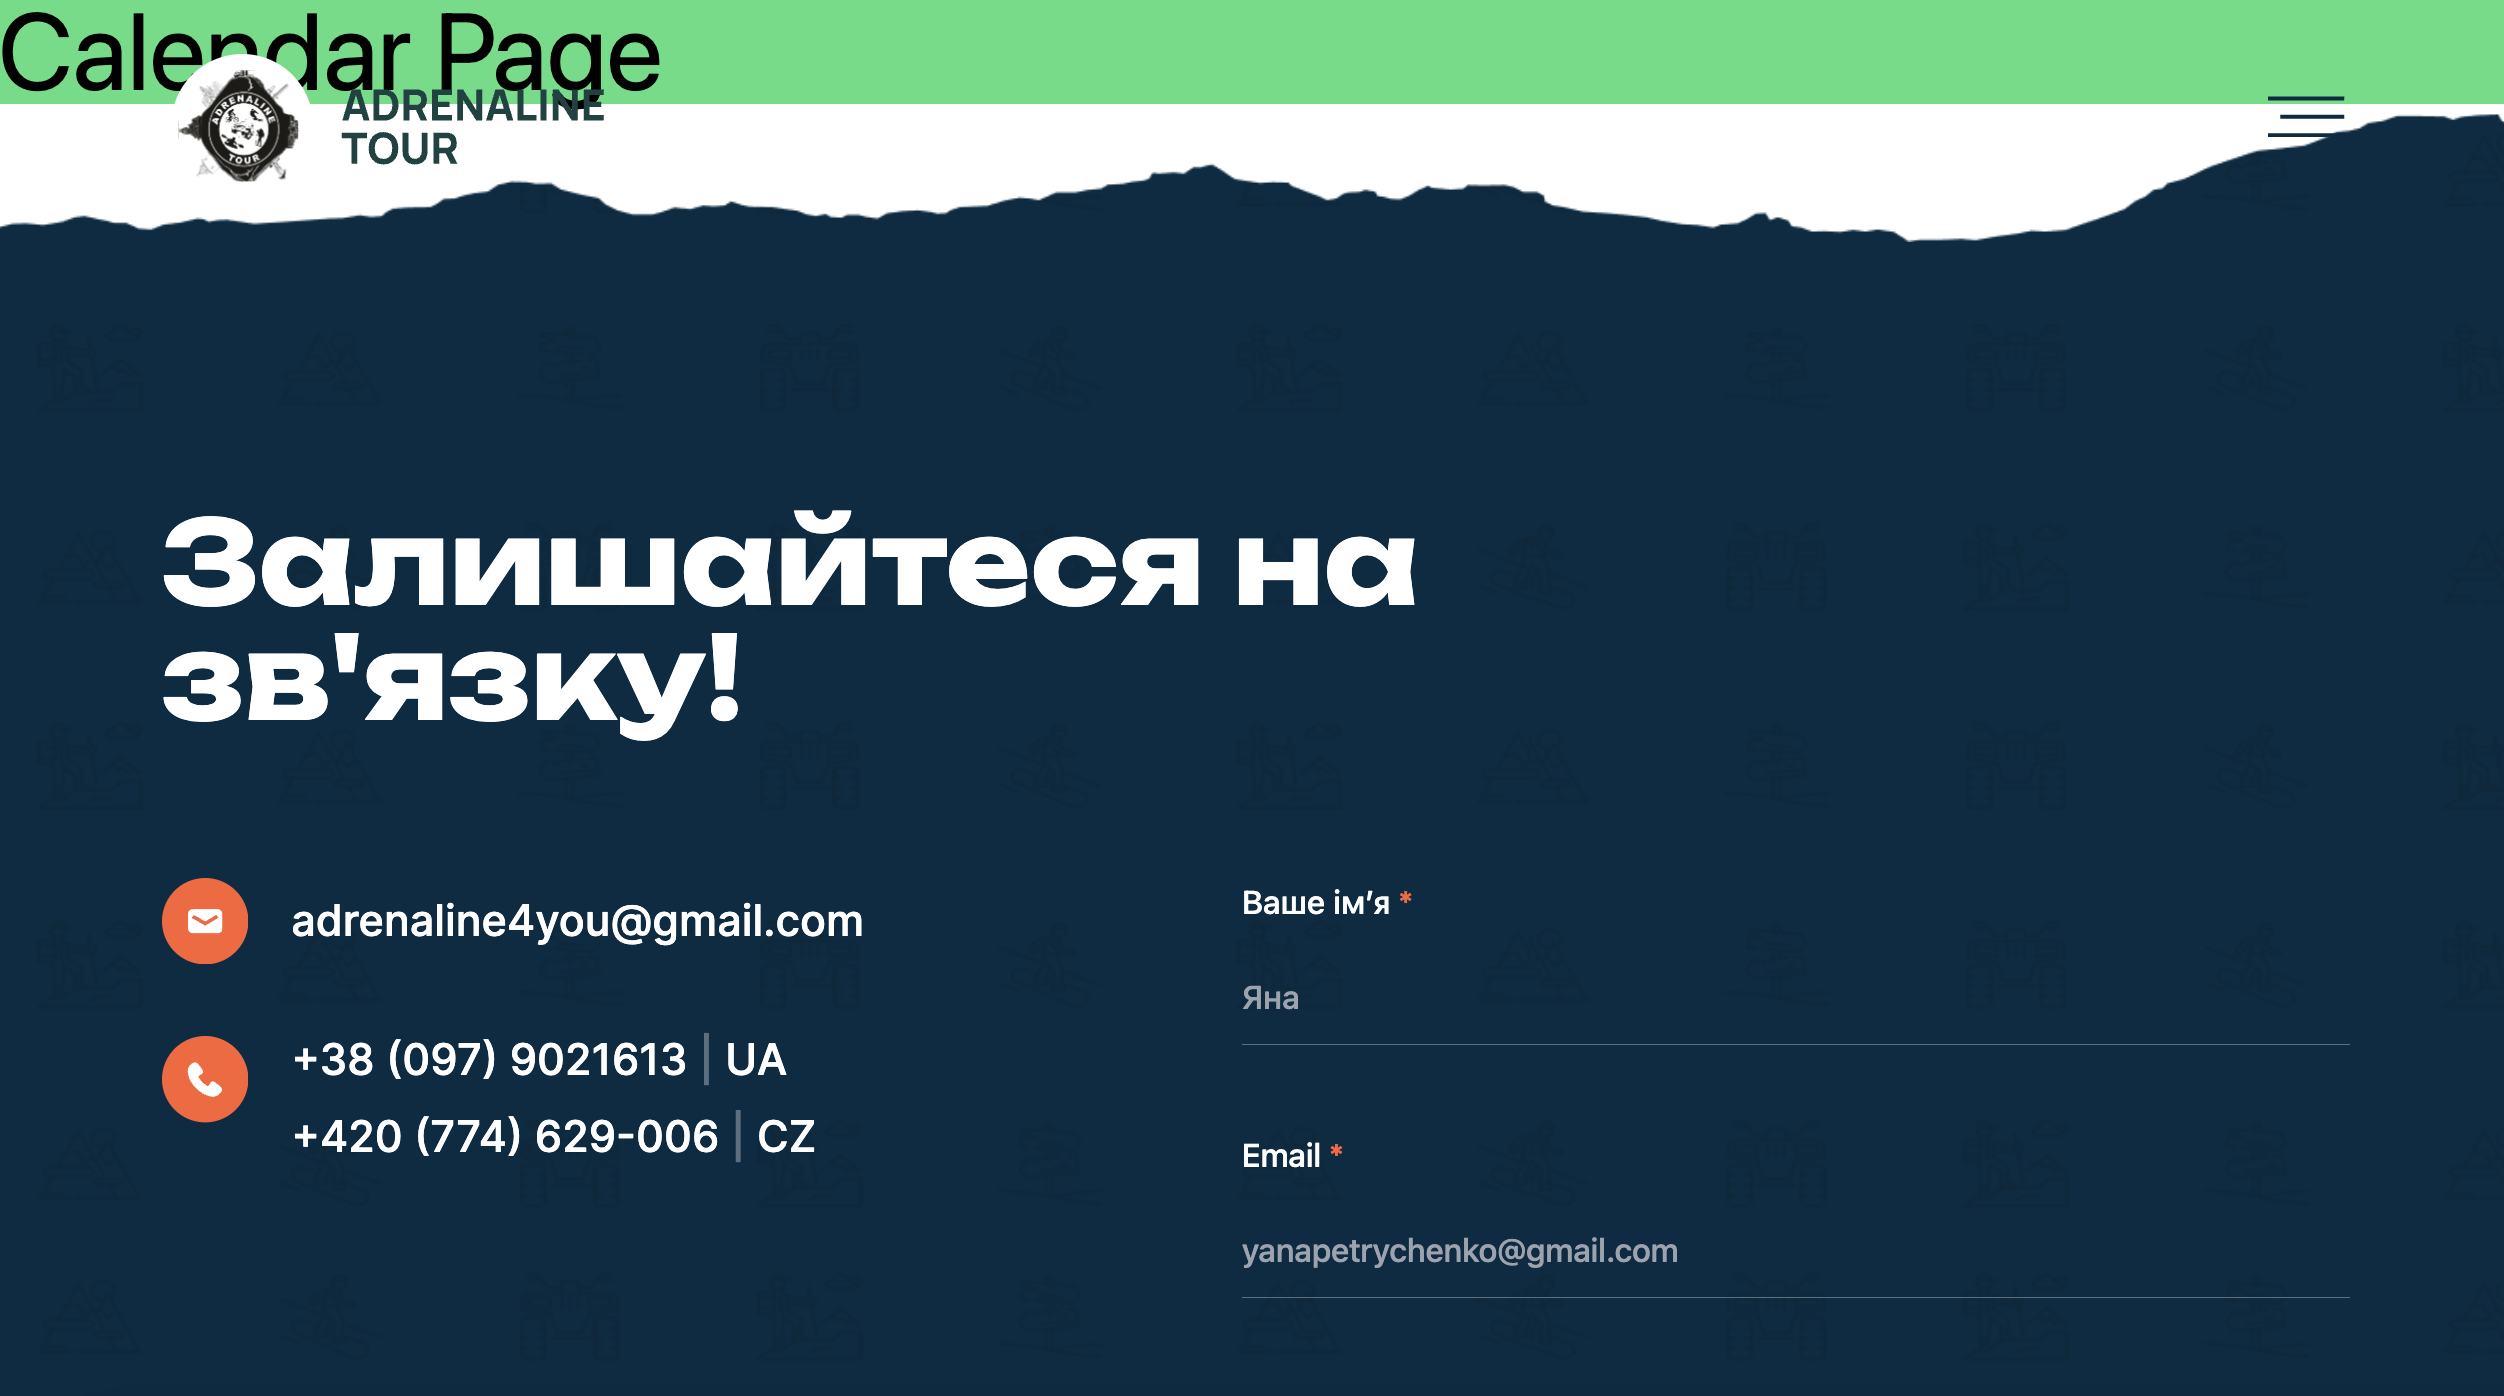 Calendar Page
ADRENALINE
TOUR
ADRENALINE
TOUR
Залишайтеся на
зв'язку!
adrenaline4you@gmail.com
+38 (097) 9021613 | UA
+420 (774) 629-006 | CZ
Ваше ім’я *
Яна
Email *
yanapetrychenko@gmail.com